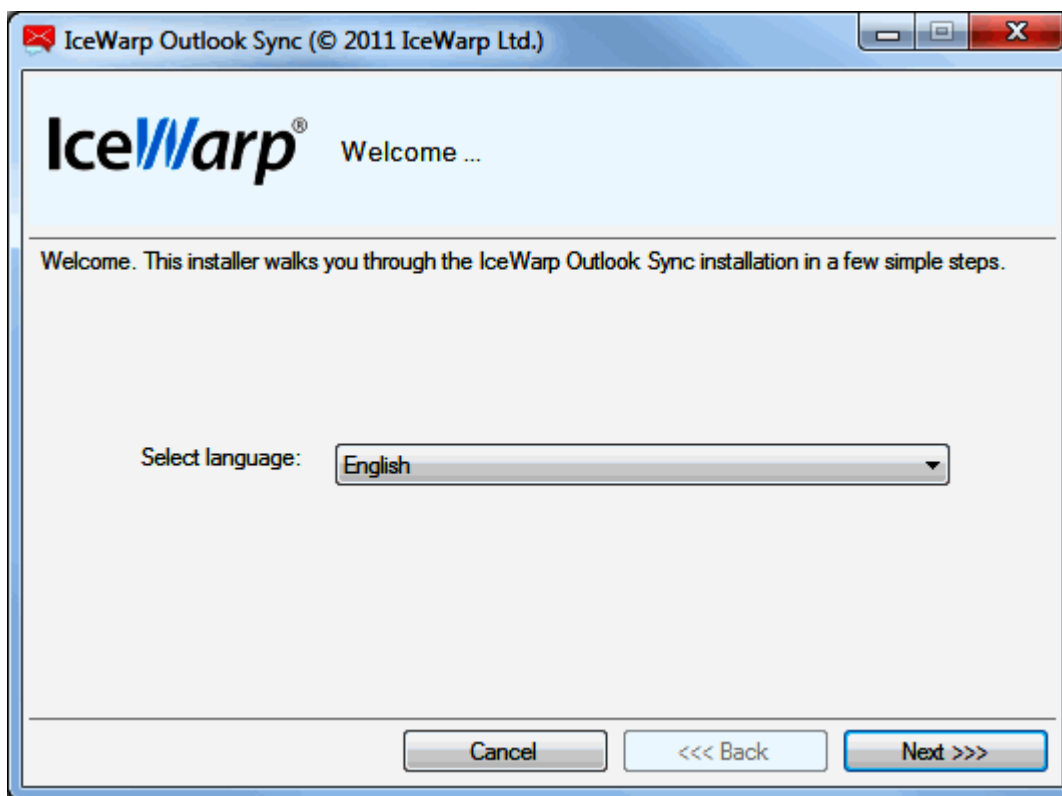 IceWarp Outlook Sync (© 2011 IceWarp Ltd.)
IceWarp®
Welcome ...
Welcome. This installer walks you through the IceWarp Outlook Sync installation in a few simple steps.
Select language:
English
Cancel
<<< Back
Next >>>